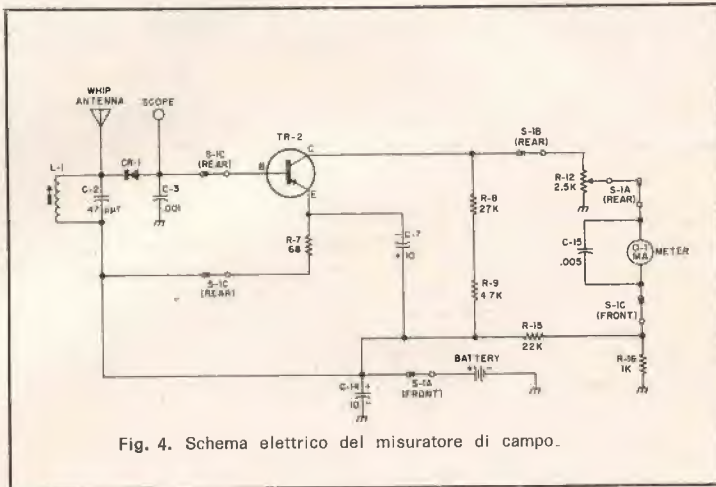 WHIP
ANTENNA
SCOPE
TR-2
L-1
CR-1
S-1C
(REAR)
B
C
E
S-1B
(REAR)
C-2
47 µµF
C-3
.001
R-12
2.5K
S-1A
(REAR)
R-7
68
C-7
10
R-8
27K
C-15
.005
0-1
MA
METER
S-1C
(REAR)
R-9
4.7K
S-1C
(FRONT)
R-15
22K
R-16
1K
C-14
10
S-1A
(FRONT)
BATTERY
Fig. 4. Schema elettrico del misuratore di campo.